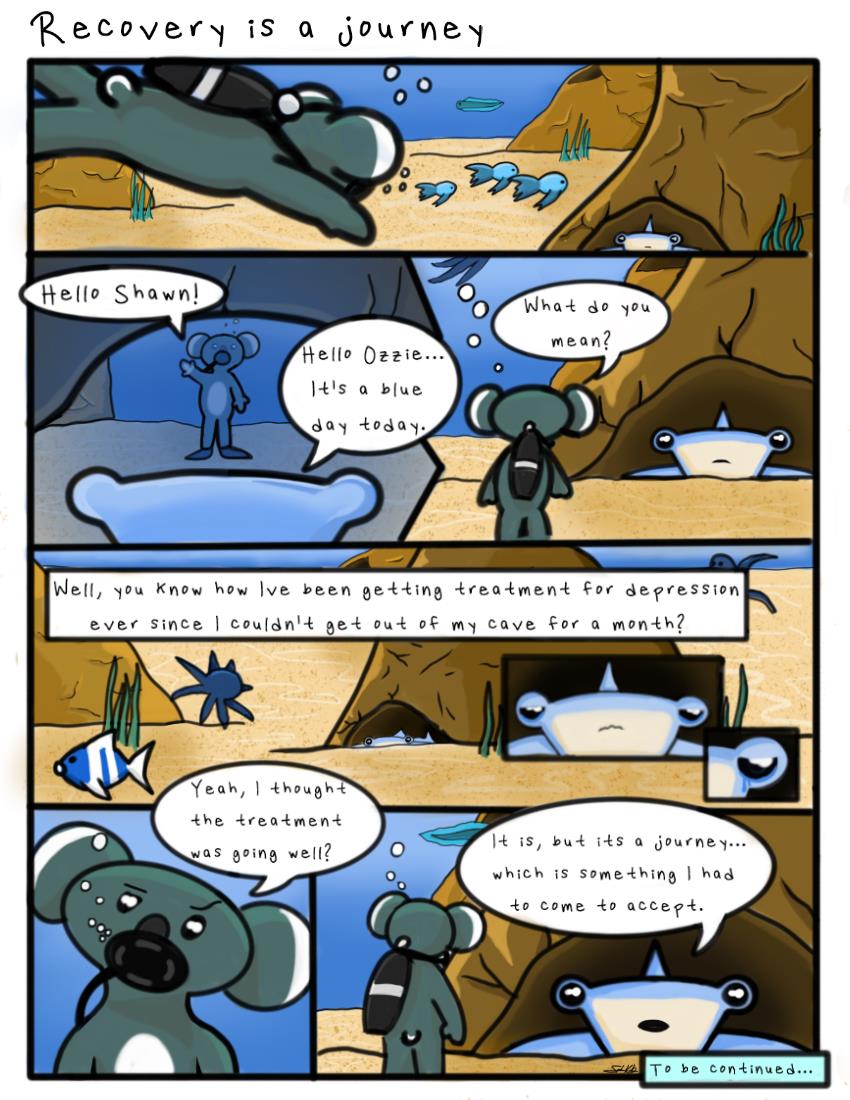 Recovery is a journey
Hello Shawn!
Hello Ozzie...
It's a blue
day today.
What do you
mean?
Well, you know how Ive been getting treatment for depression
ever since I couldn't get out of my cave for a month?
Yeah, I thought
the treatment
was going well?
It is, but its a journey...
which is something I had
to come to accept.
To be continued...